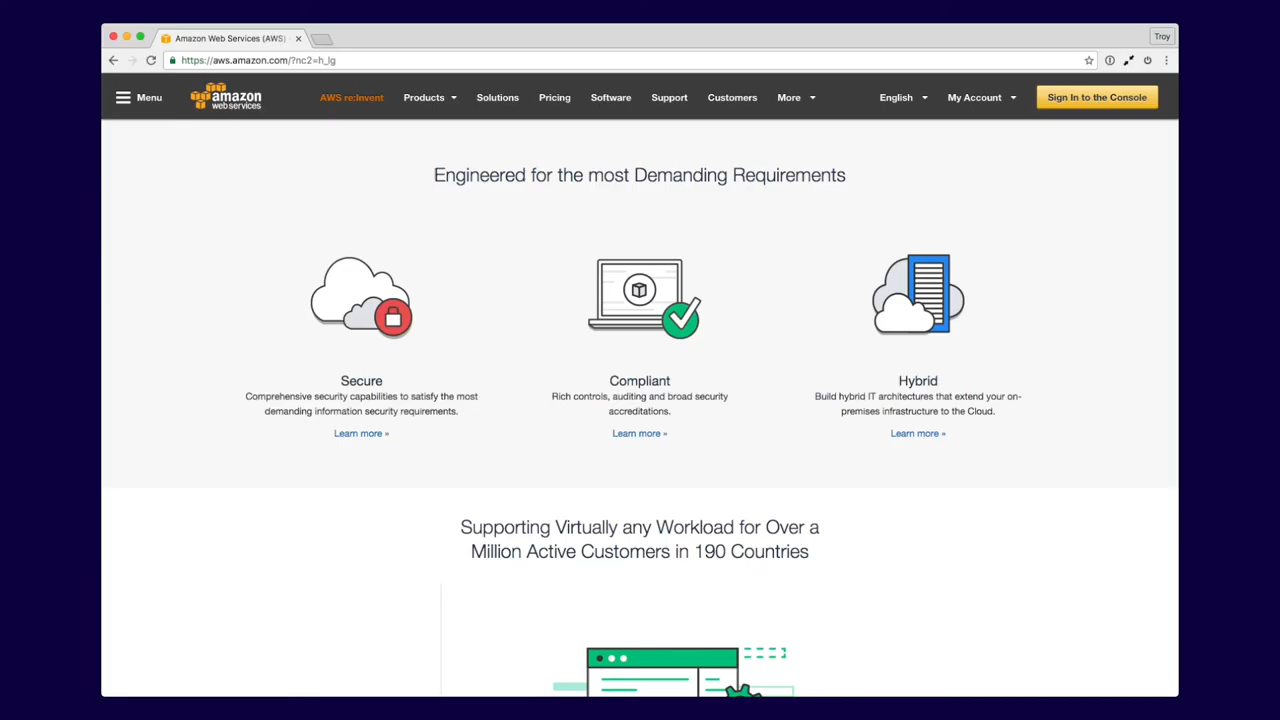 Amazon Web Services (AWS)
Troy
https://aws.amazon.com/?nc2=h_lg
Menu
amazon
web services
AWS re:Invent
Products
Solutions
Pricing
Software
Support
Customers
More
English
My Account
Sign In to the Console
Engineered for the most Demanding Requirements
Secure
Comprehensive security capabilities to satisfy the most
demanding information security requirements.
Learn more »
Compliant
Rich controls, auditing and broad security
accreditations.
Learn more »
Hybrid
Build hybrid IT architectures that extend your on-
premises infrastructure to the Cloud.
Learn more »
Supporting Virtually any Workload for Over a
Million Active Customers in 190 Countries